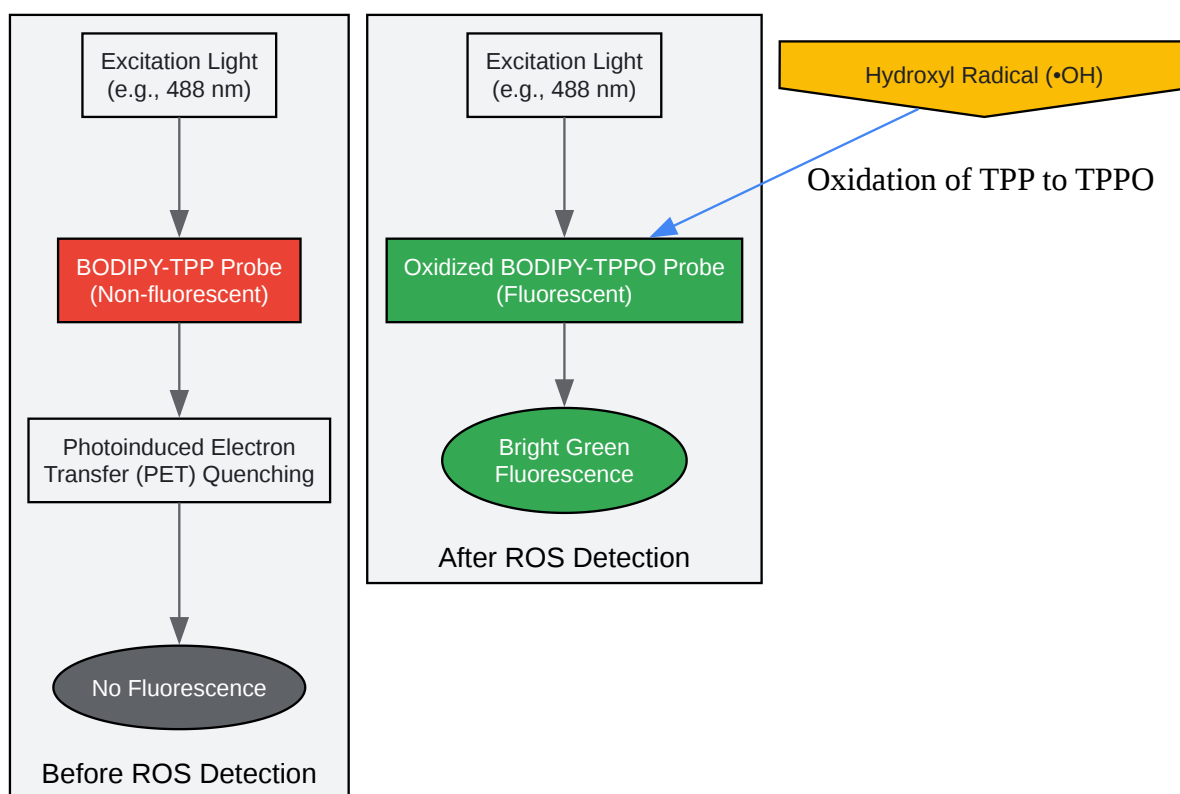 Excitation Light
(e.g., 488 nm)
BODIPY-TPP Probe
(Non-fluorescent)
Photoinduced Electron
Transfer (PET) Quenching
No Fluorescence
Before ROS Detection
Excitation Light
(e.g., 488 nm)
Oxidized BODIPY-TPPO Probe
(Fluorescent)
Bright Green
Fluorescence
After ROS Detection
Hydroxyl Radical (•OH)
Oxidation of TPP to TPPO